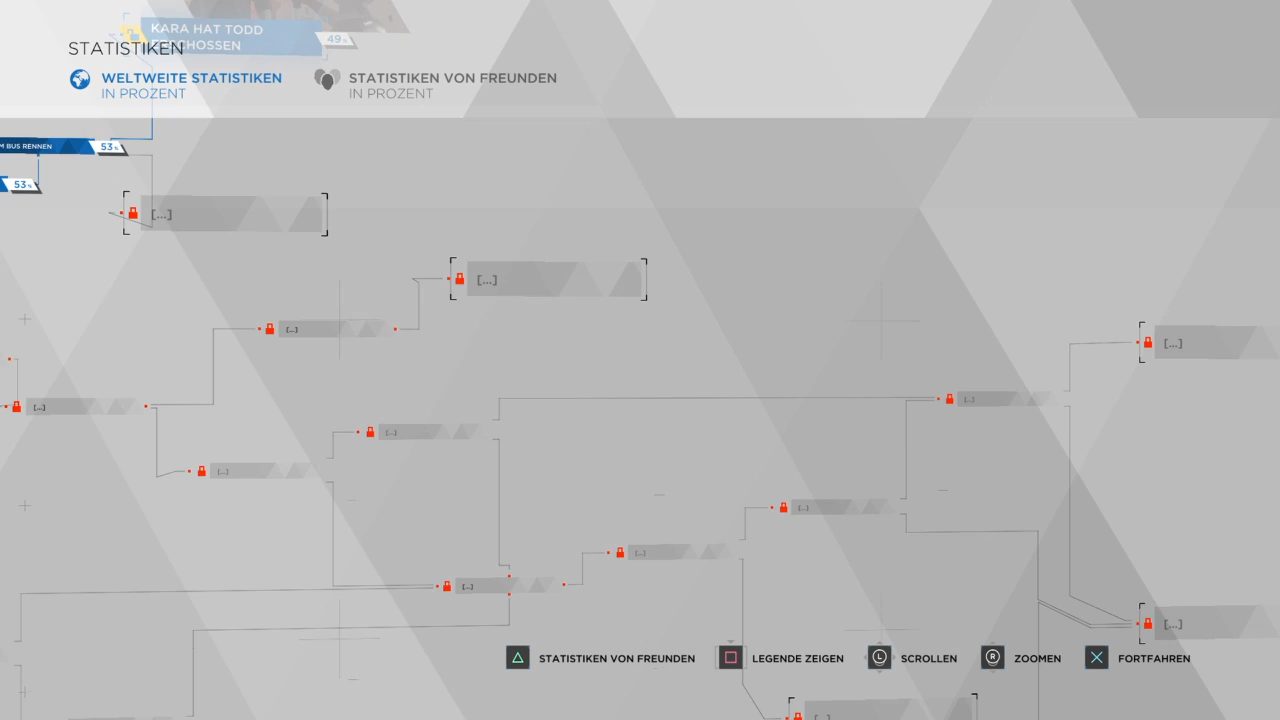 KARA HAT TODD
ERSCHOSSEN
49%
STATISTIKEN
WELTWEITE STATISTIKEN
IN PROZENT
STATISTIKEN VON FREUNDEN
IN PROZENT
M BUS RENNEN
53%
53%
[...]
[...]
[...]
[...]
[...]
[...]
[...]
[...]
[...]
[...]
[...]
[...]
STATISTIKEN VON FREUNDEN
LEGENDE ZEIGEN
L
SCROLLEN
R
ZOOMEN
FORTFAHREN
[...]